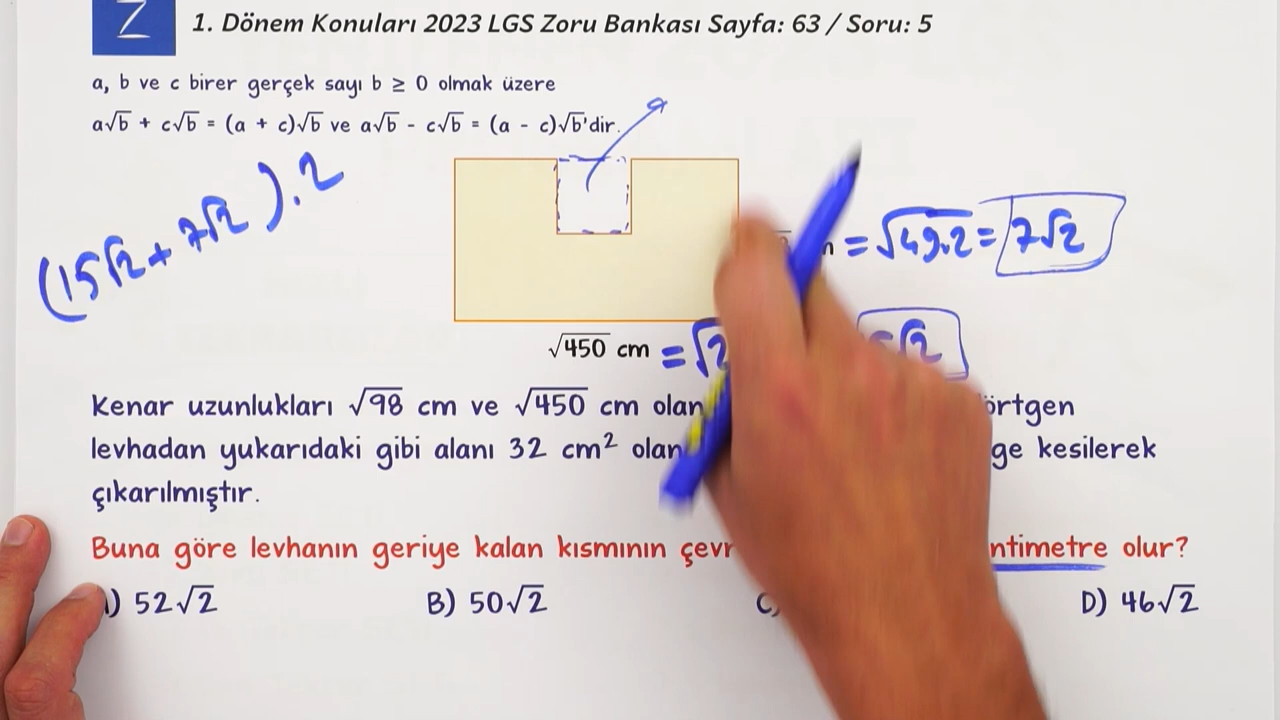 Z 1. Dönem Konuları 2023 LGS Zoru Bankası Sayfa: 63 / Soru: 5
a, b ve c birer gerçek sayı b ≥ 0 olmak üzere
a√b + c√b = (a + c)√b ve a√b - c√b = (a - c)√b'dir.
(15√2 + 7√2).2
= √49.2 = 7√2
√450 cm = √2
√2
Kenar uzunlukları √98 cm ve √450 cm olan
levhadan yukarıdaki gibi alanı 32 cm² olan kesilerek
çıkarılmıştır.
Buna göre levhanın geriye kalan kısmının olur?
52√2 B) 50√2 D) 46√2